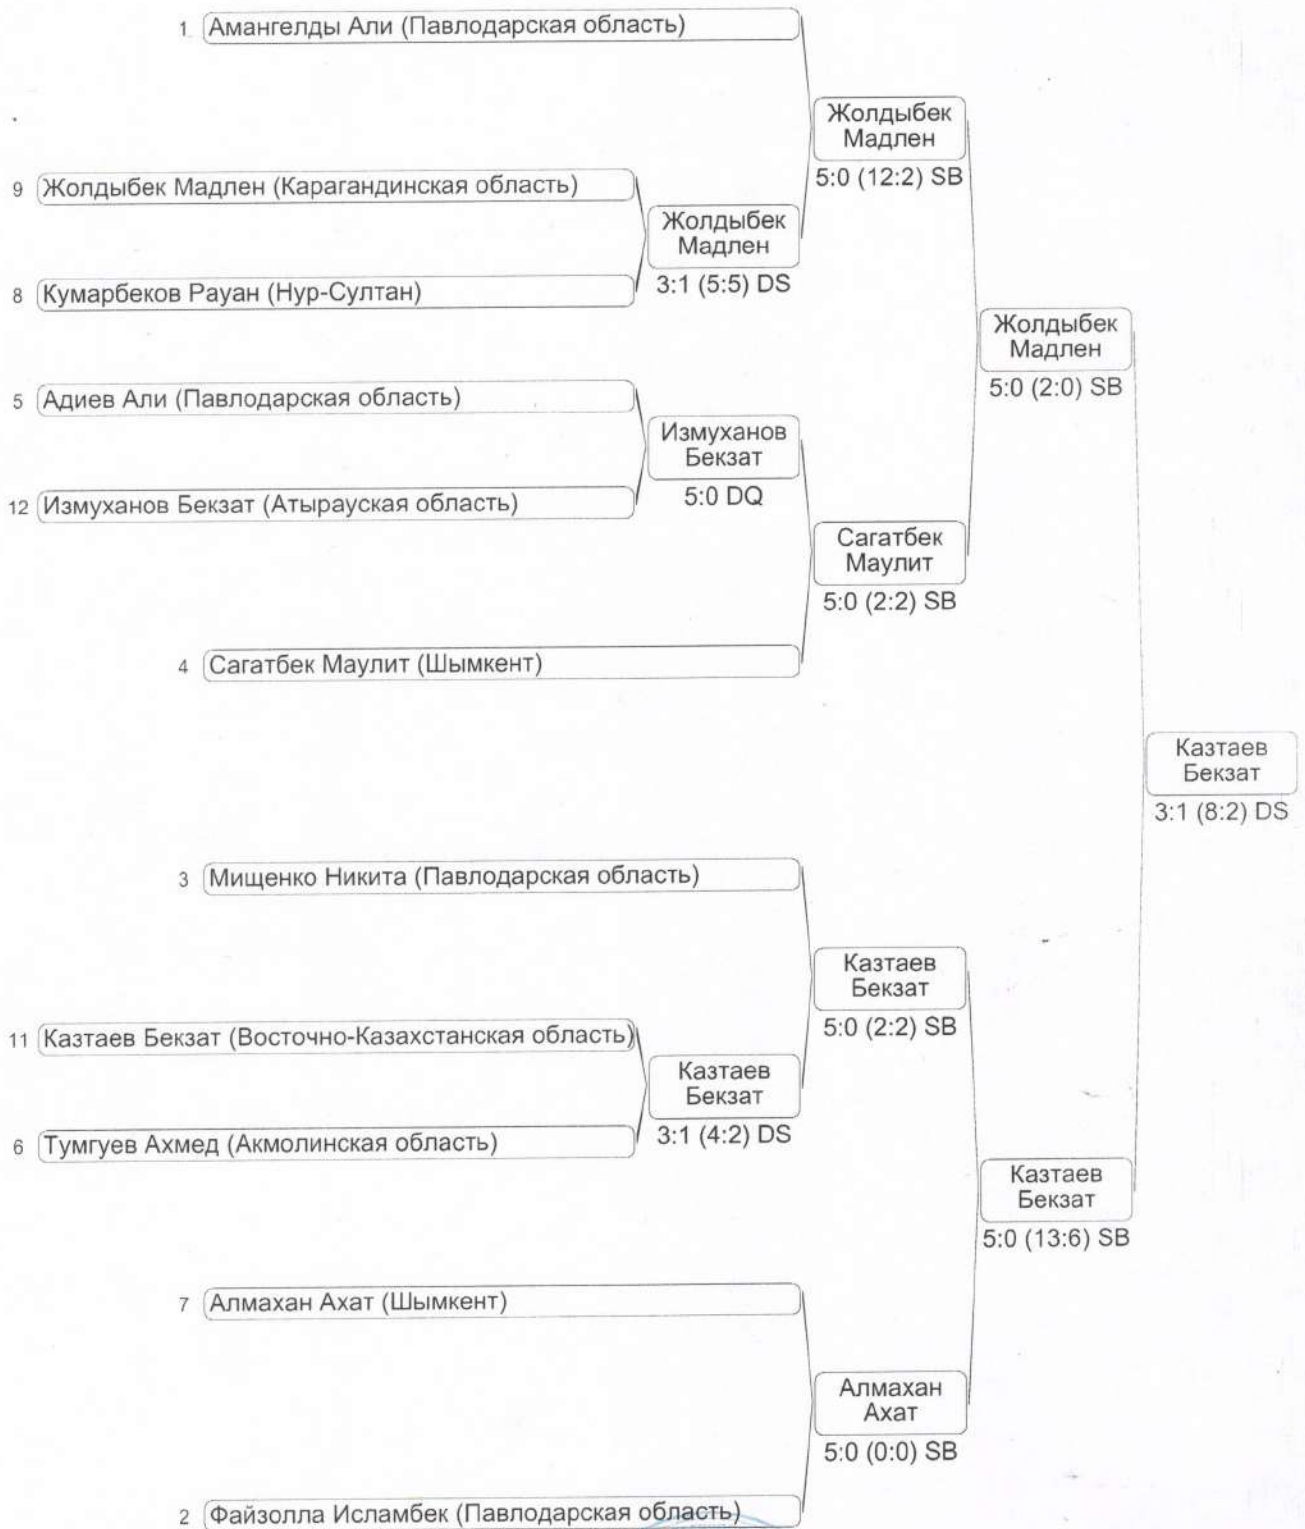 1 Амангелды Али (Павлодарская область)
Жолдыбек
Мадлен
5:0 (12:2) SB
9 Жолдыбек Мадлен (Карагандинская область)
Жолдыбек
Мадлен
3:1 (5:5) DS
8 Кумарбеков Рауан (Нур-Султан)
Жолдыбек
Мадлен
5:0 (2:0) SB
5 Адиев Али (Павлодарская область)
Измуханов
Бекзат
5:0 DQ
12 Измуханов Бекзат (Атырауская область)
Сагатбек
Маулит
5:0 (2:2) SB
4 Сагатбек Маулит (Шымкент)
Казтаев
Бекзат
3:1 (8:2) DS
3 Мищенко Никита (Павлодарская область)
Казтаев
Бекзат
5:0 (2:2) SB
11 Казтаев Бекзат (Восточно-Казахстанская область)
Казтаев
Бекзат
3:1 (4:2) DS
6 Тумгуев Ахмед (Акмолинская область)
Казтаев
Бекзат
5:0 (13:6) SB
7 Алмахан Ахат (Шымкент)
Алмахан
Ахат
5:0 (0:0) SB
2 Файзолла Исламбек (Павлодарская область)